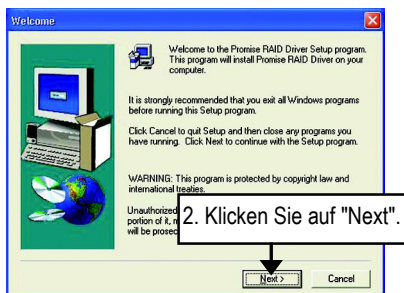 Welcome
Welcome to the Promise RAID Driver Setup program.
This program will install Promise RAID Driver on your
computer.
It is strongly recommended that you exit all Windows programs
before running this Setup program.
Click Cancel to quit Setup and then close any programs you
have running. Click Next to continue with the Setup program.
WARNING: This program is protected by copyright law and
international treaties.
Unauthorized
portion of it,
will be
2. Klicken Sie auf "Next".
Next >
Cancel